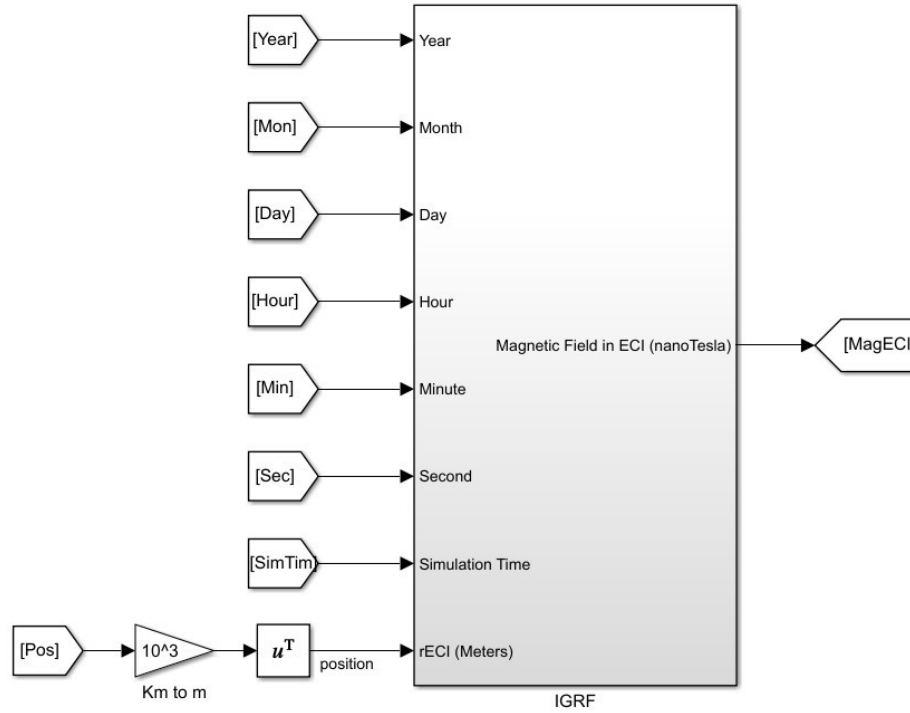 [Year]
Year
[Mon]
Month
[Day]
Day
[Hour]
Hour
Magnetic Field in ECI (nanoTesla)
[MagECI
[Min]
Minute
[Sec]
Second
[SimTim]
Simulation Time
[Pos]
10^3
u^T
position
rECI (Meters)
Km to m
IGRF